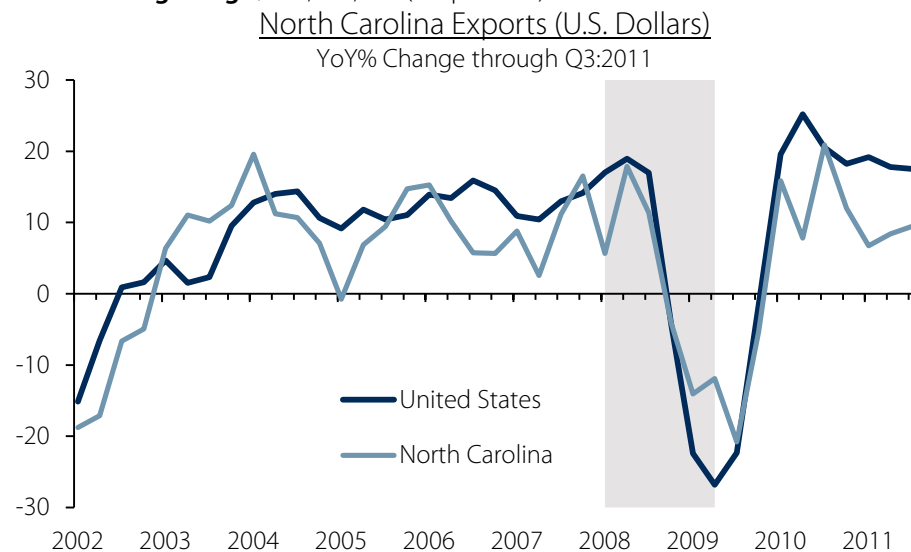 North Carolina Exports (U.S. Dollars)
YoY% Change through Q3:2011
30
20
10
0
-10
-20
-30
United States
North Carolina
2002 2003 2004 2005 2006 2007 2008 2009 2010 2011